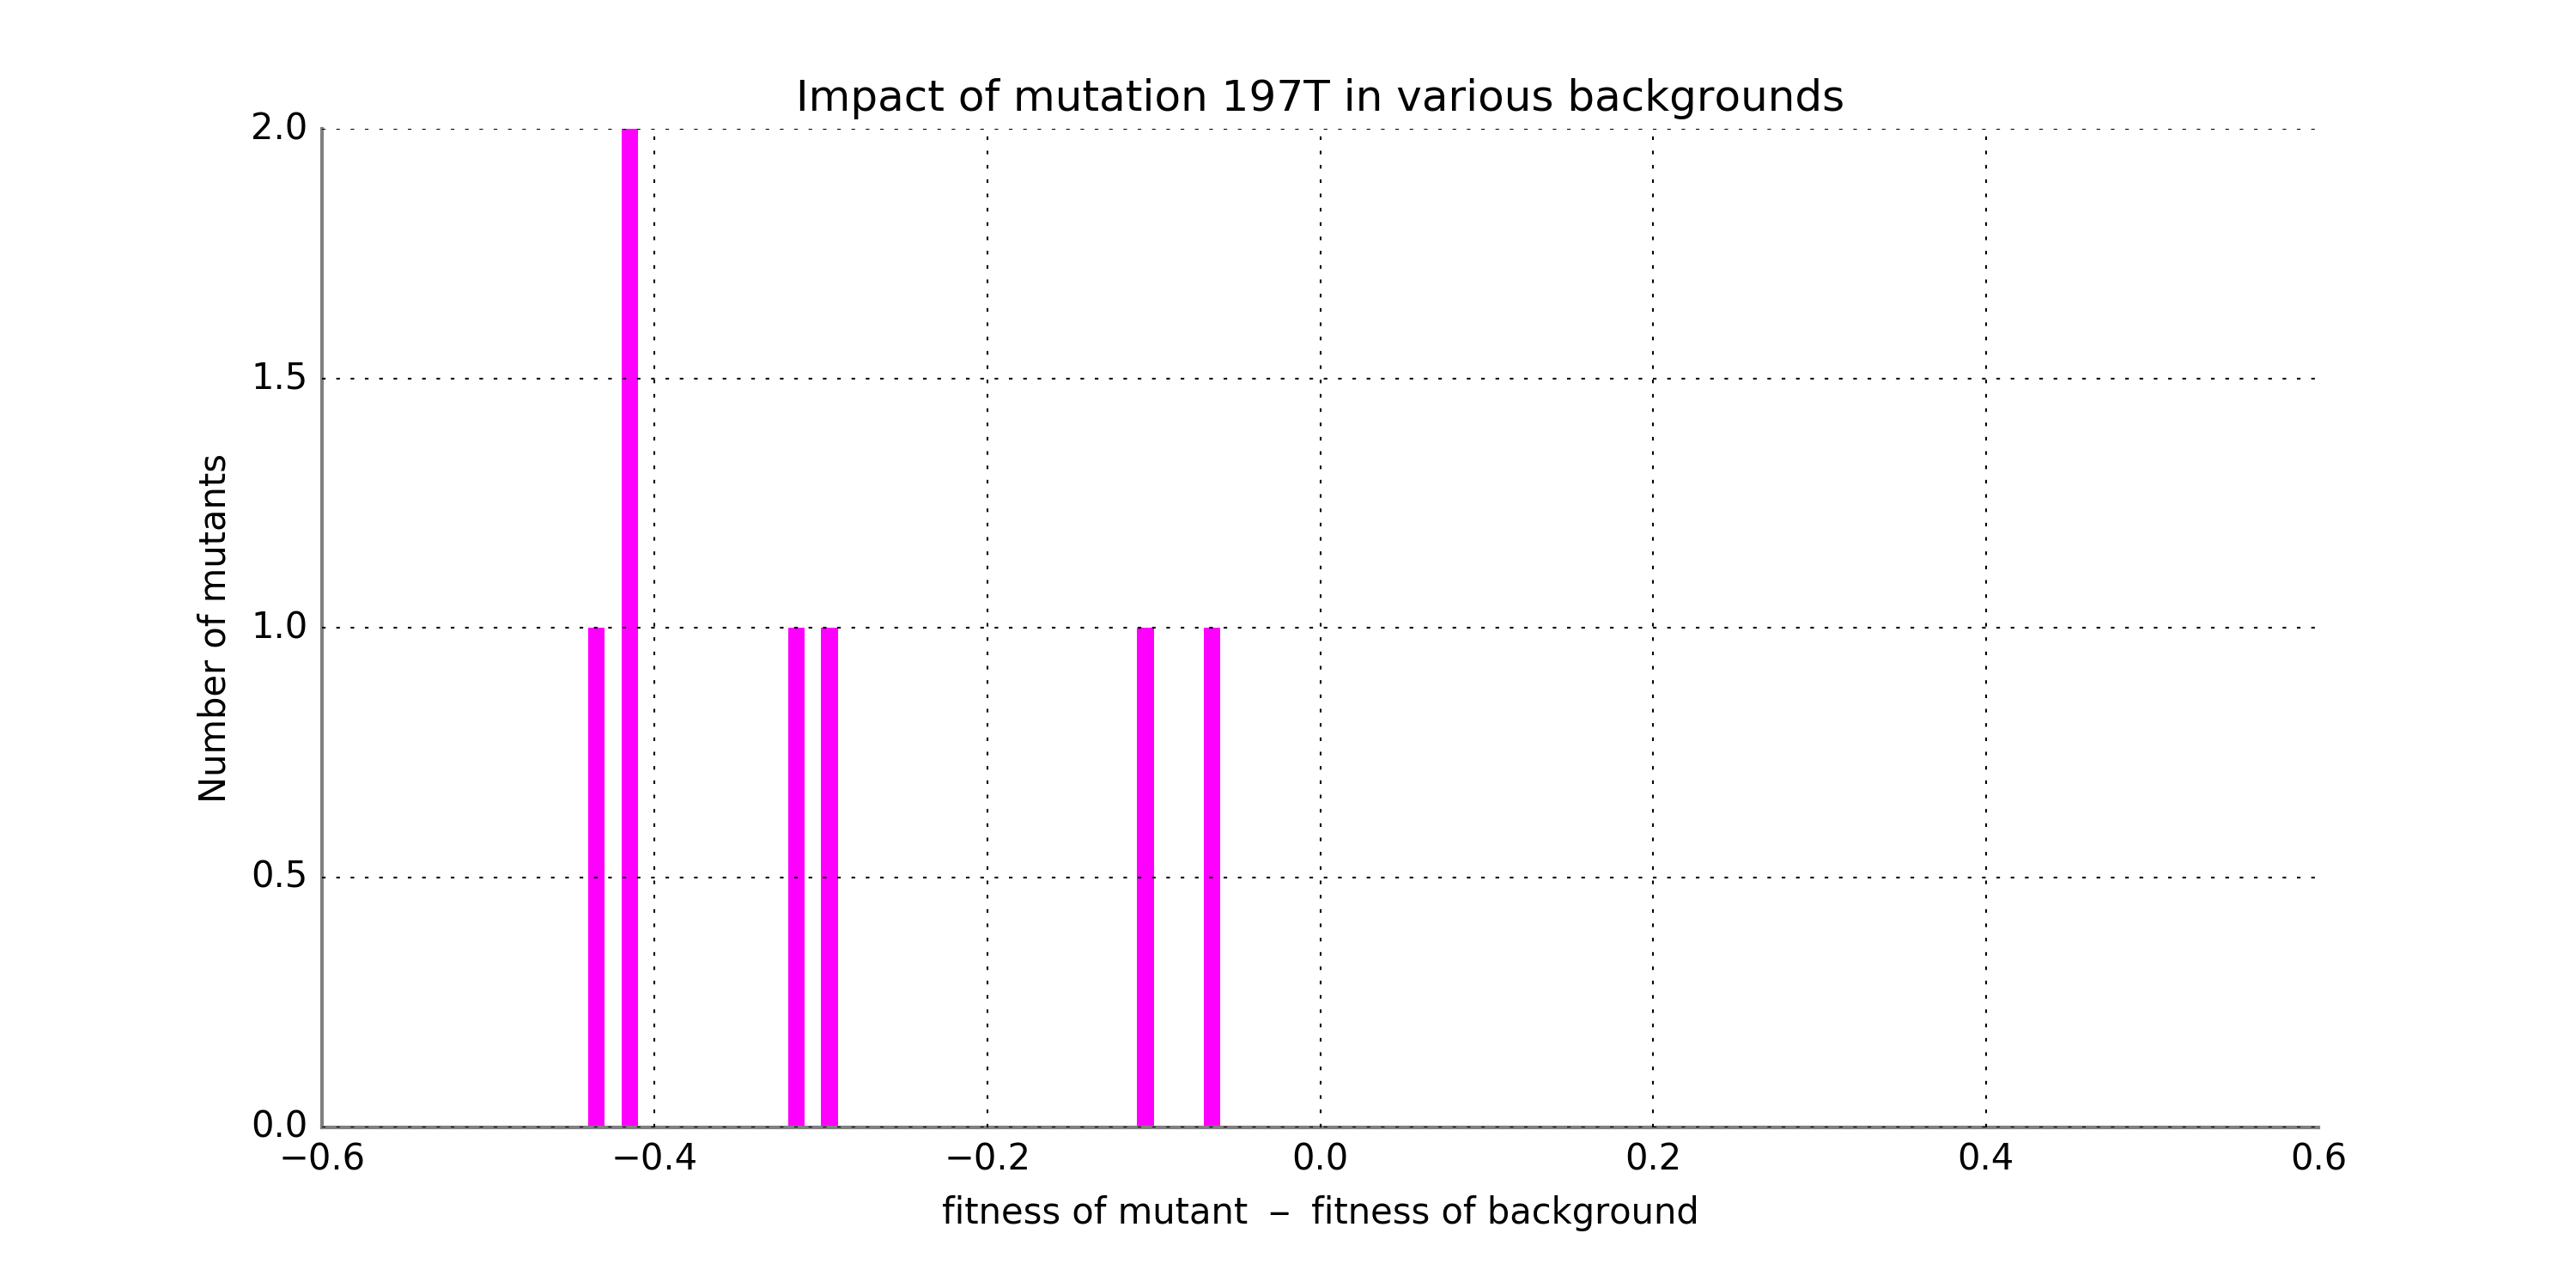 Impact of mutation 197T in various backgrounds
2.0
1.5
1.0
0.5
0.0
Number of mutants
−0.6 −0.4 −0.2 0.0 0.2 0.4 0.6
fitness of mutant − fitness of background